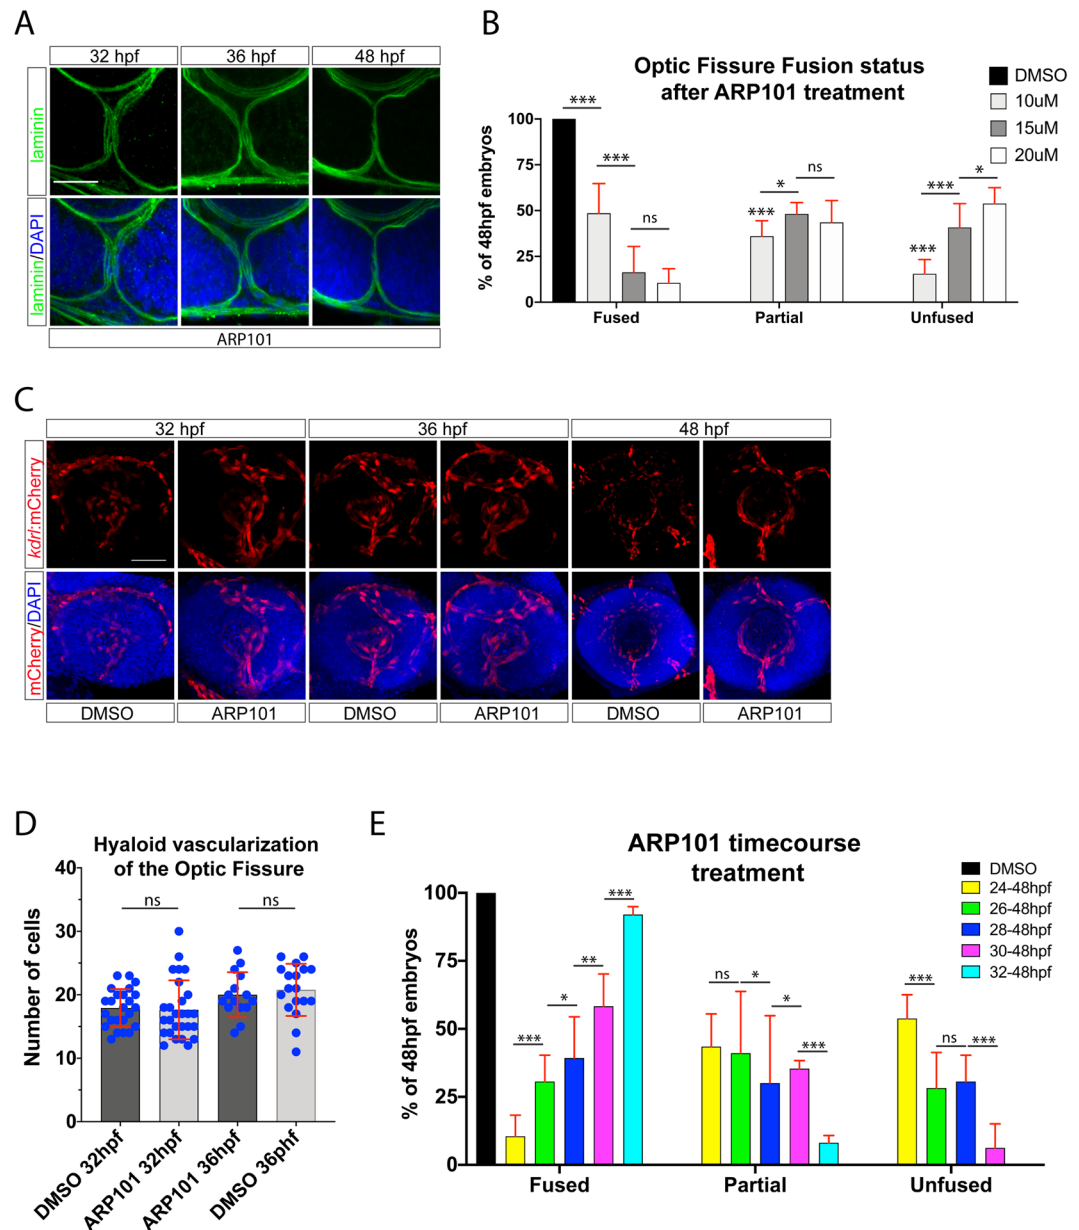 A
32 hpf
36 hpf
48 hpf
laminin
laminin/DAPI
ARP101
B
Optic Fissure Fusion status
after ARP101 treatment
DMSO
10uM
15uM
20uM
% of 48hpf embryos
100
75
50
25
0
***
***
ns
***
*
ns
***
***
*
Fused
Partial
Unfused
C
32 hpf
36 hpf
48 hpf
kdrl:mCherry
mCherry/DAPI
DMSO
ARP101
DMSO
ARP101
DMSO
ARP101
D
Hyaloid vascularization
of the Optic Fissure
Number of cells
40
30
20
10
0
ns
ns
DMSO 32hpf
ARP101 32hpf
ARP101 36hpf
DMSO 36phf
E
ARP101 timecourse
treatment
DMSO
24-48hpf
26-48hpf
28-48hpf
30-48hpf
32-48hpf
% of 48hpf embryos
100
75
50
25
0
***
*
**
***
ns
*
*
***
***
ns
***
Fused
Partial
Unfused